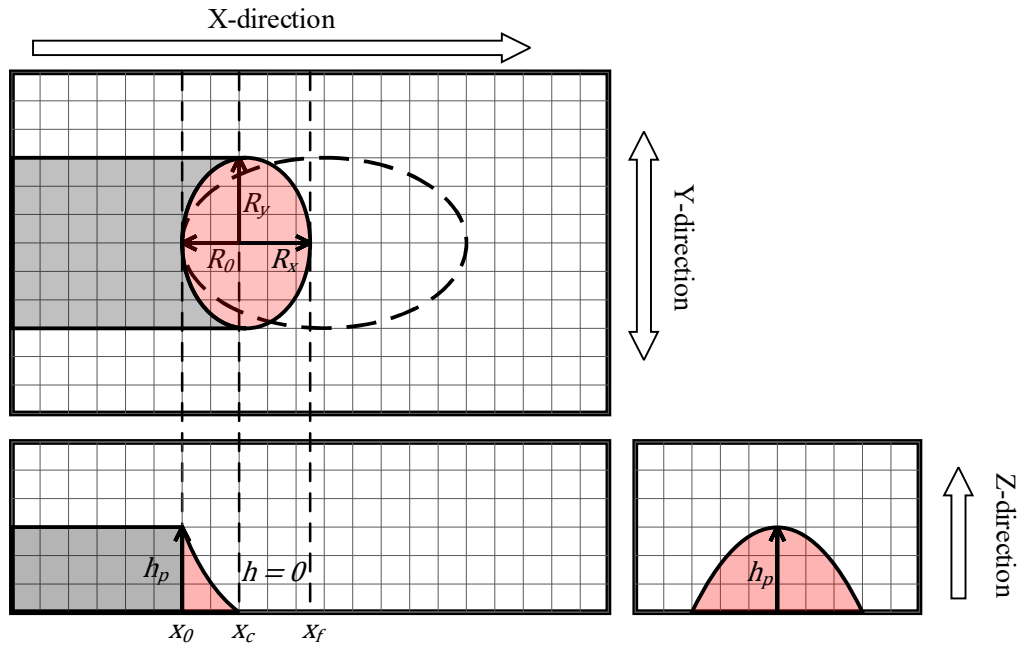 X-direction
R_y
R_0 R_x
Y-direction
h_p
h = 0
x_0 x_c x_f
h_p
Z-direction